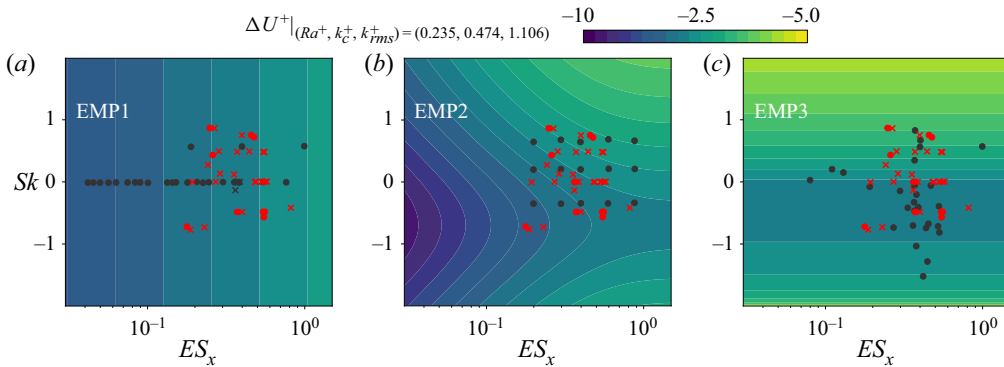 ΔU⁺|(Ra⁺, k_c⁺, k_rms⁺) = (0.235, 0.474, 1.106)
−10 −2.5 −5.0
(a) (b) (c)
EMP1 EMP2 EMP3
1 1 1
Sk 0 0 0
−1 −1 −1
10⁻¹ 10⁰ 10⁻¹ 10⁰ 10⁻¹ 10⁰
ES_x ES_x ES_x